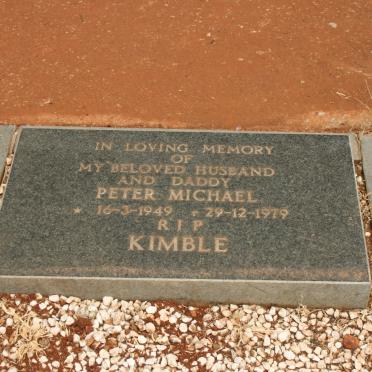 IN LOVING MEMORY
OF
MY BELOVED HUSBAND
AND DADDY
PETER MICHAEL
* 16-3-1949 + 29-12-1979
R I P
KIMBLE